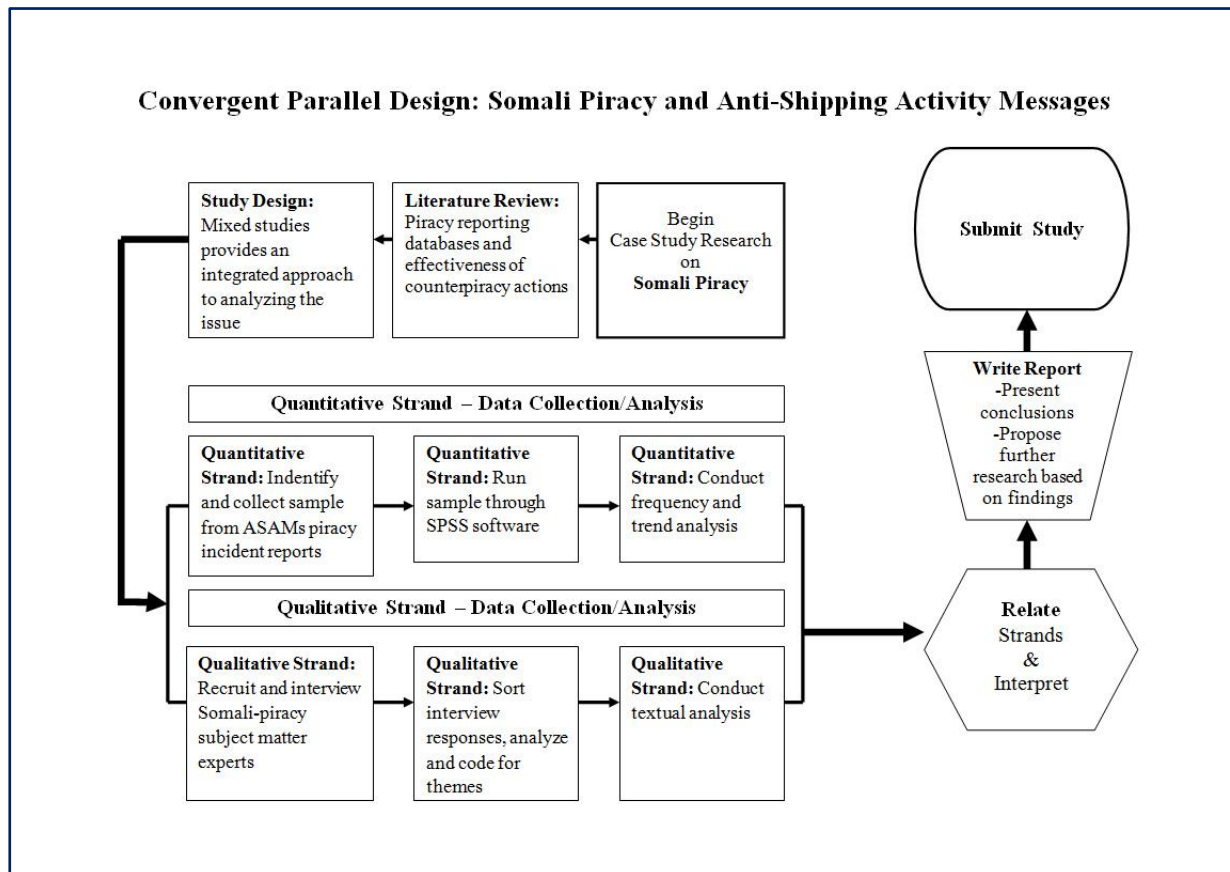 Convergent Parallel Design: Somali Piracy and Anti-Shipping Activity Messages
Study Design:
Mixed studies
provides an
integrated approach
to analyzing the
issue
Literature Review:
Piracy reporting
databases and
effectiveness of
counterpiracy actions
Begin
Case Study Research
on
Somali Piracy
Submit Study
Write Report
-Present
conclusions
-Propose
further
research based
on findings
Quantitative Strand – Data Collection/Analysis
Quantitative
Strand: Indentify
and collect sample
from ASAMs piracy
incident reports
Quantitative
Strand: Run
sample through
SPSS software
Quantitative
Strand: Conduct
frequency and
trend analysis
Qualitative Strand – Data Collection/Analysis
Qualitative Strand:
Recruit and interview
Somali-piracy
subject matter
experts
Qualitative
Strand: Sort
interview
responses, analyze
and code for
themes
Qualitative
Strand: Conduct
textual analysis
Relate
Strands
&
Interpret